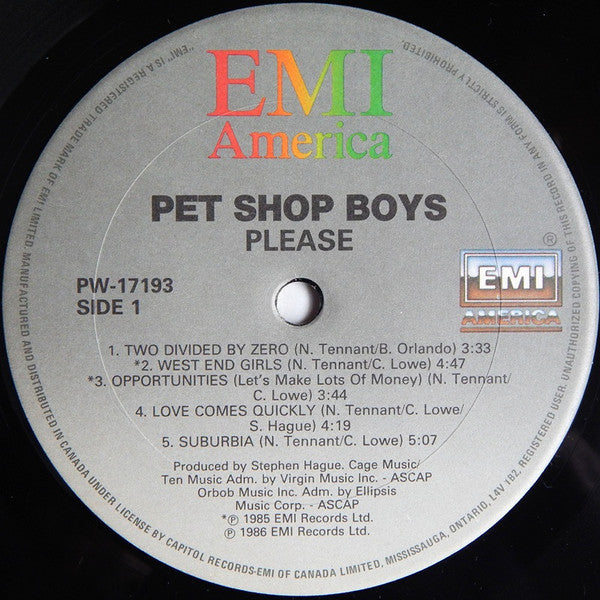 EMI
America
PET SHOP BOYS
PLEASE
PW-17193
SIDE 1
®
EMI
AMERICA
1. TWO DIVIDED BY ZERO (N. Tennant/B. Orlando) 3:33
*2. WEST END GIRLS (N. Tennant/C. Lowe) 4:47
*3. OPPORTUNITIES (Let's Make Lots Of Money) (N. Tennant/
C. Lowe) 3:44
4. LOVE COMES QUICKLY (N. Tennant/C. Lowe/
S. Hague) 4:19
5. SUBURBIA (N. Tennant/C. Lowe) 5:07
Produced by Stephen Hague. Cage Music/
Ten Music Adm. by Virgin Music Inc. - ASCAP
Orbob Music Inc. Adm. by Ellipsis
Music Corp. - ASCAP
*℗ 1985 EMI Records Ltd.
℗ 1986 EMI Records Ltd.
"EMI" IS A REGISTERED TRADE MARK OF EMI LIMITED. MANUFACTURED AND DISTRIBUTED IN CANADA UNDER LICENSE BY CAPITOL RECORDS-EMI OF CANADA LIMITED, MISSISSAUGA, ONTARIO, L4V 1B2, REGISTERED USER. UNAUTHORIZED COPYING OF THIS RECORD IN ANY FORM IS STRICTLY PROHIBITED.